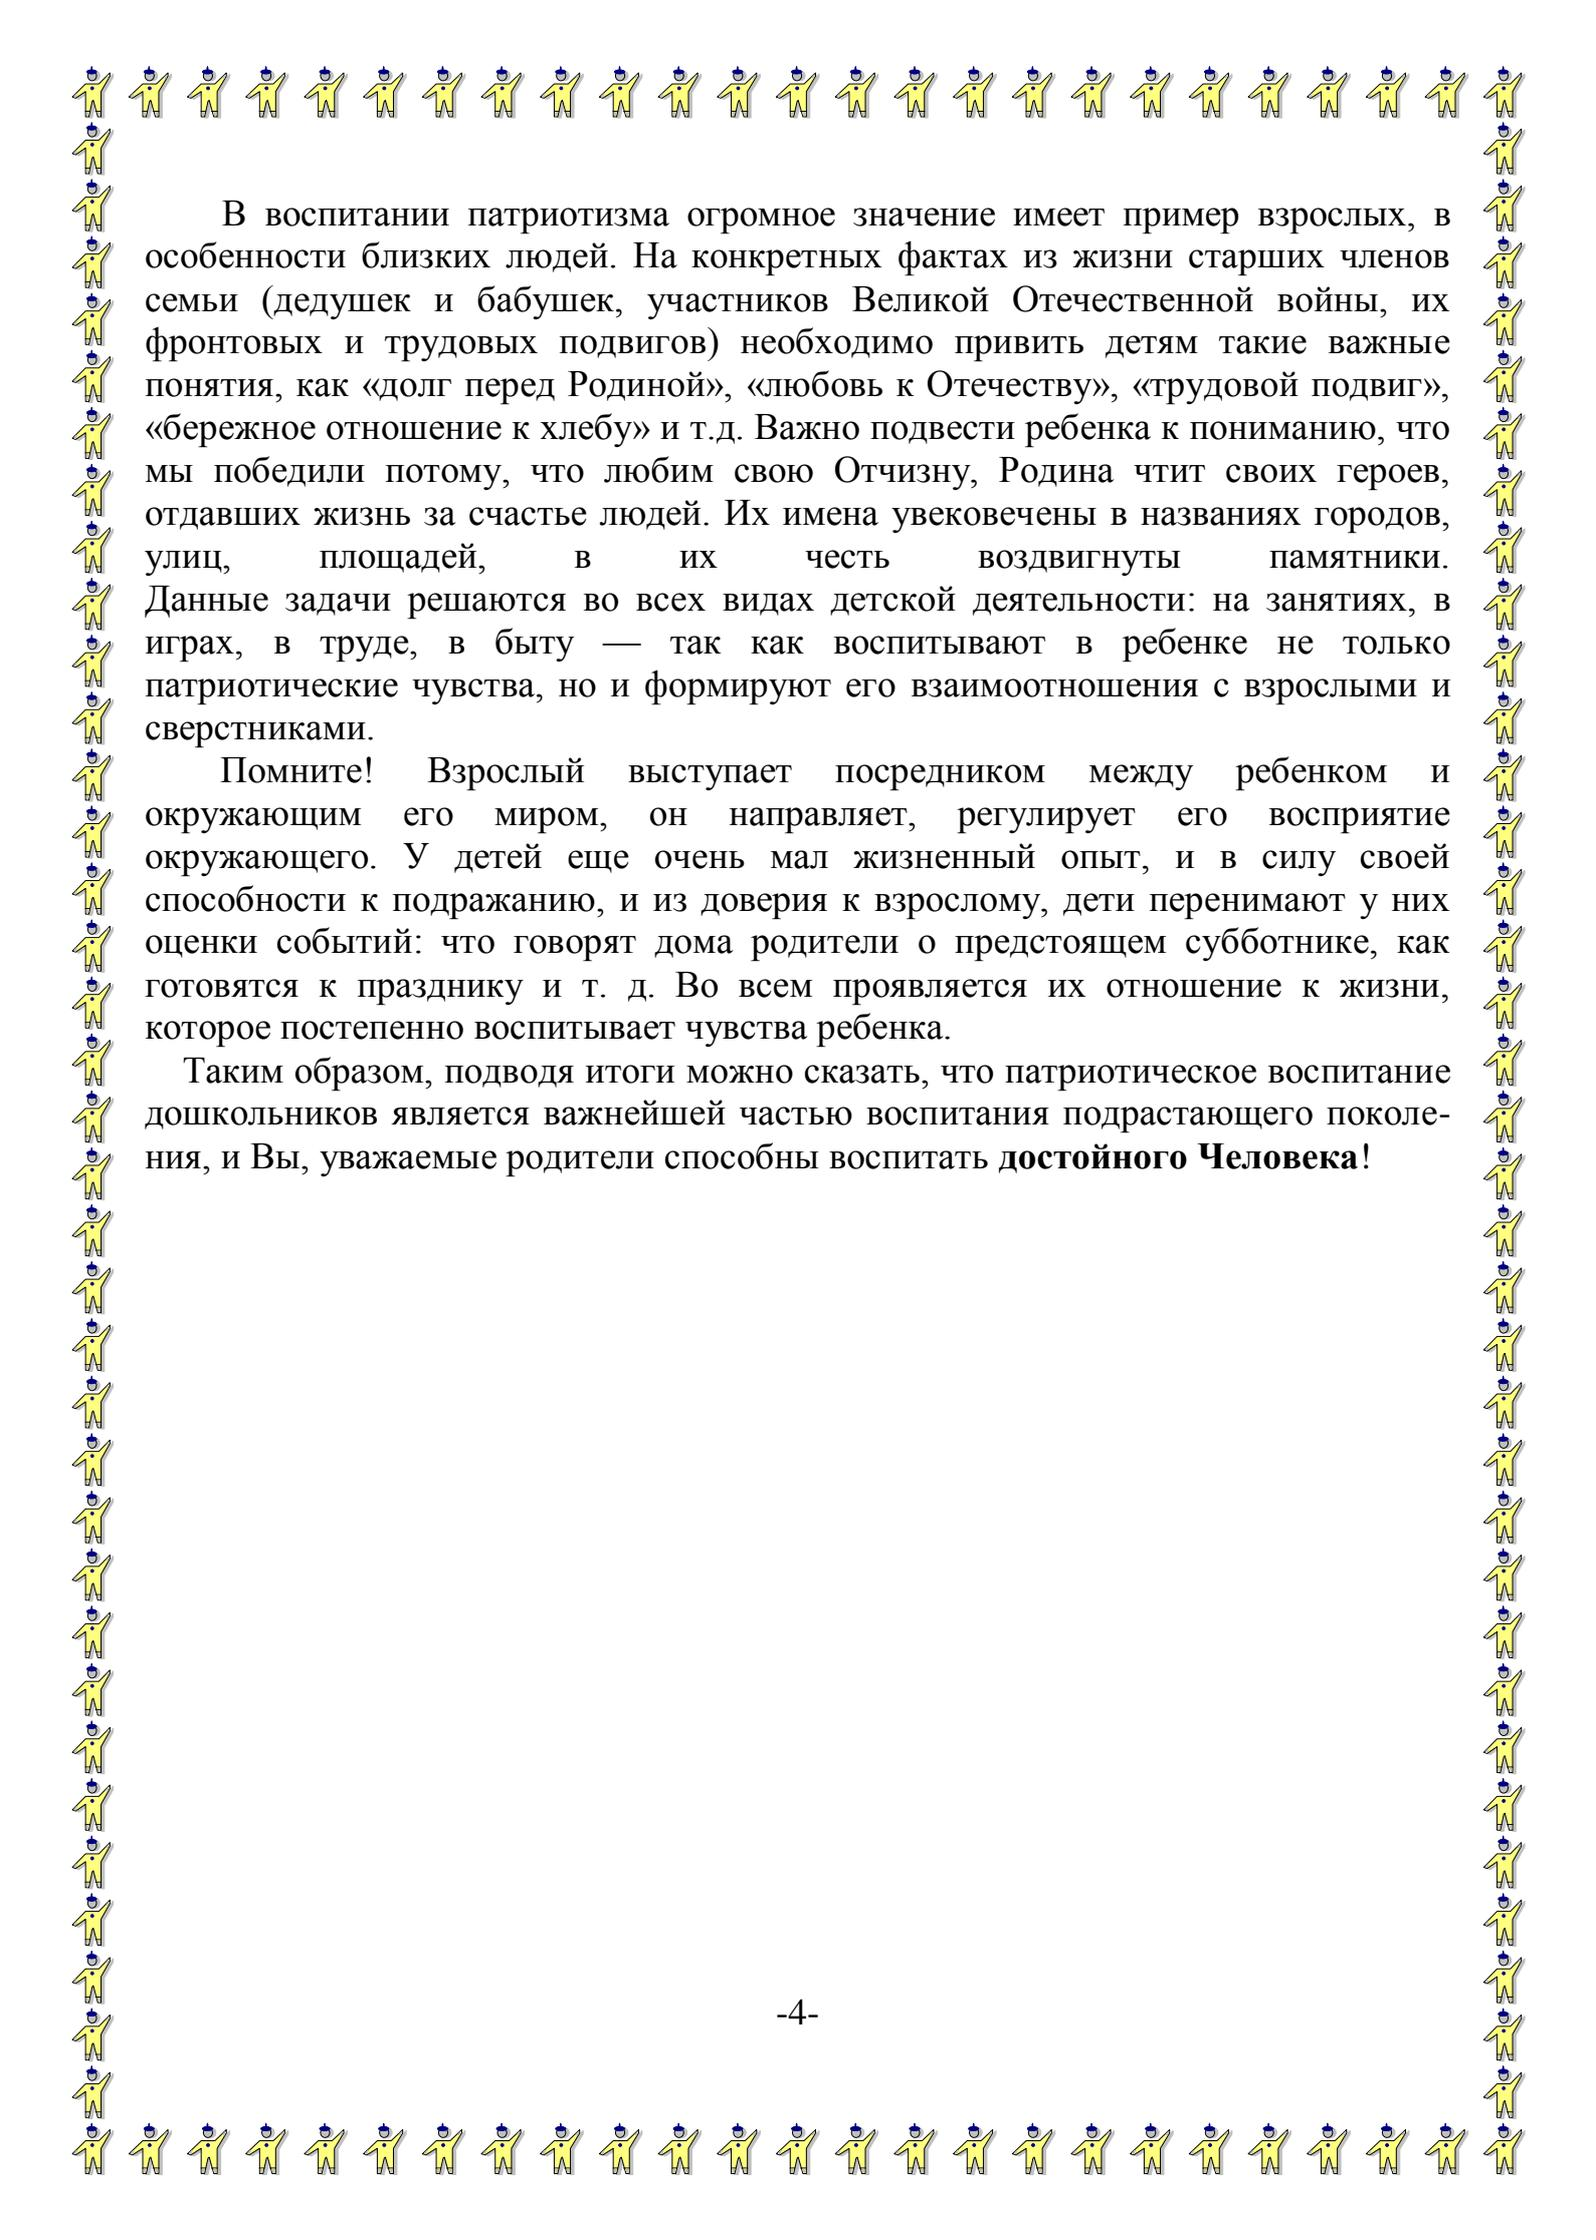 В воспитании патриотизма огромное значение имеет пример взрослых, в
особенности близких людей. На конкретных фактах из жизни старших членов
семьи (дедушек и бабушек, участников Великой Отечественной войны, их
фронтовых и трудовых подвигов) необходимо привить детям такие важные
понятия, как «долг перед Родиной», «любовь к Отечеству», «трудовой подвиг»,
«бережное отношение к хлебу» и т.д. Важно подвести ребенка к пониманию, что
мы победили потому, что любим свою Отчизну, Родина чтит своих героев,
отдавших жизнь за счастье людей. Их имена увековечены в названиях городов,
улиц, площадей, в их честь воздвигнуты памятники.
Данные задачи решаются во всех видах детской деятельности: на занятиях, в
играх, в труде, в быту — так как воспитывают в ребенке не только
патриотические чувства, но и формируют его взаимоотношения с взрослыми и
сверстниками.
Помните! Взрослый выступает посредником между ребенком и
окружающим его миром, он направляет, регулирует его восприятие
окружающего. У детей еще очень мал жизненный опыт, и в силу своей
способности к подражанию, и из доверия к взрослому, дети перенимают у них
оценки событий: что говорят дома родители о предстоящем субботнике, как
готовятся к празднику и т. д. Во всем проявляется их отношение к жизни,
которое постепенно воспитывает чувства ребенка.
Таким образом, подводя итоги можно сказать, что патриотическое воспитание
дошкольников является важнейшей частью воспитания подрастающего поколе-
ния, и Вы, уважаемые родители способны воспитать достойного Человека!
-4-